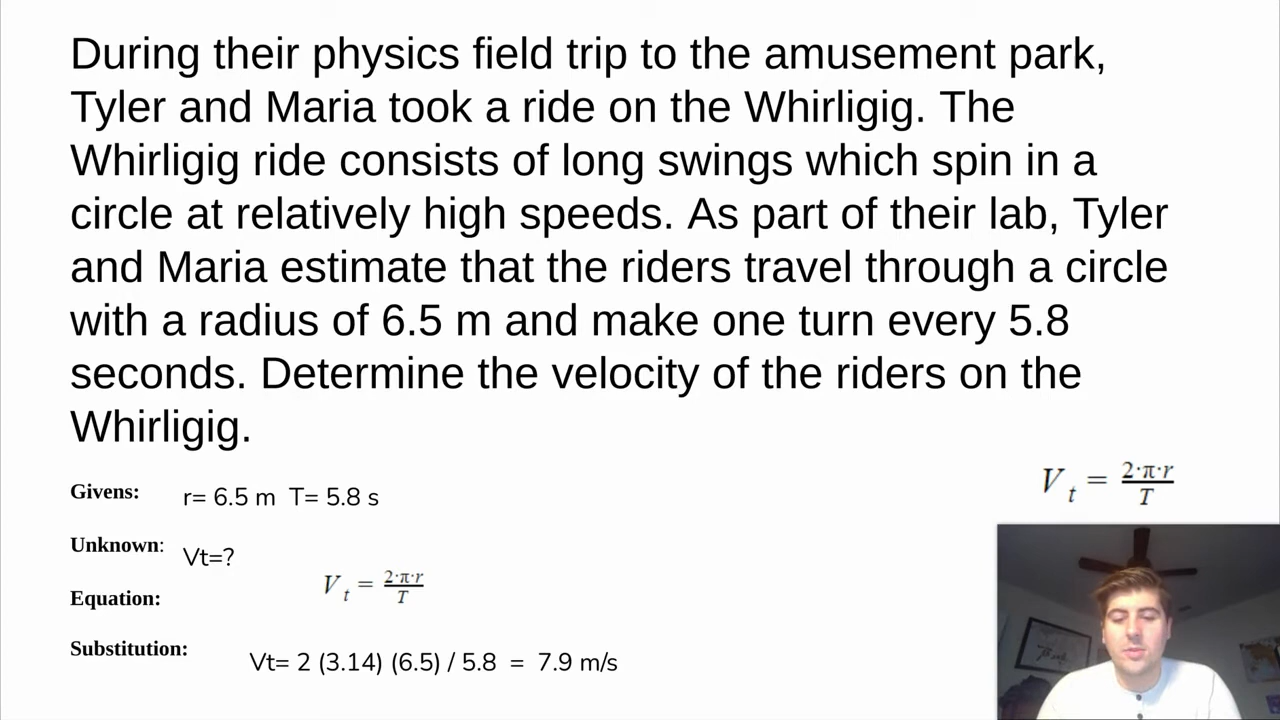 During their physics field trip to the amusement park,
Tyler and Maria took a ride on the Whirligig. The
Whirligig ride consists of long swings which spin in a
circle at relatively high speeds. As part of their lab, Tyler
and Maria estimate that the riders travel through a circle
with a radius of 6.5 m and make one turn every 5.8
seconds. Determine the velocity of the riders on the
Whirligig.
V t = 2·π·r / T
Givens: r= 6.5 m T= 5.8 s
Unknown: Vt=?
Equation: V t = 2·π·r / T
Substitution: Vt= 2 (3.14) (6.5) / 5.8 = 7.9 m/s